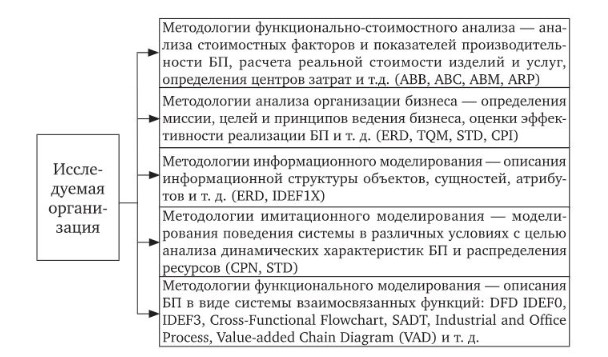 Методологии функционально-стоимостного анализа — ана-
лиза стоимостных факторов и показателей производитель-
ности БП, расчета реальной стоимости изделий и услуг,
определения центров затрат и т.д. (ABB, ABC, ABM, ARP)
Методологии анализа организации бизнеса — определения
миссии, целей и принципов ведения бизнеса, оценки эффек-
тивности реализации БП и т. д. (ERD, TQM, STD, CPI)
Иссле-
дуемая
органи-
зация
Методологии информационного моделирования — описания
информационной структуры объектов, сущностей, атрибу-
тов и т. д. (ERD, IDEF1X)
Методологии имитационного моделирования — модели-
рования поведения системы в различных условиях с целью
анализа динамических характеристик БП и распределения
ресурсов (CPN, STD)
Методологии функционального моделирования — описания
БП в виде системы взаимосвязанных функций: DFD IDEF0,
IDEF3, Cross-Functional Flowchart, SADT, Industrial and Office
Process, Value-added Chain Diagram (VAD) и т. д.